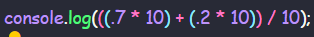 console.log(((.7 * 10) + (.2 * 10)) / 10);